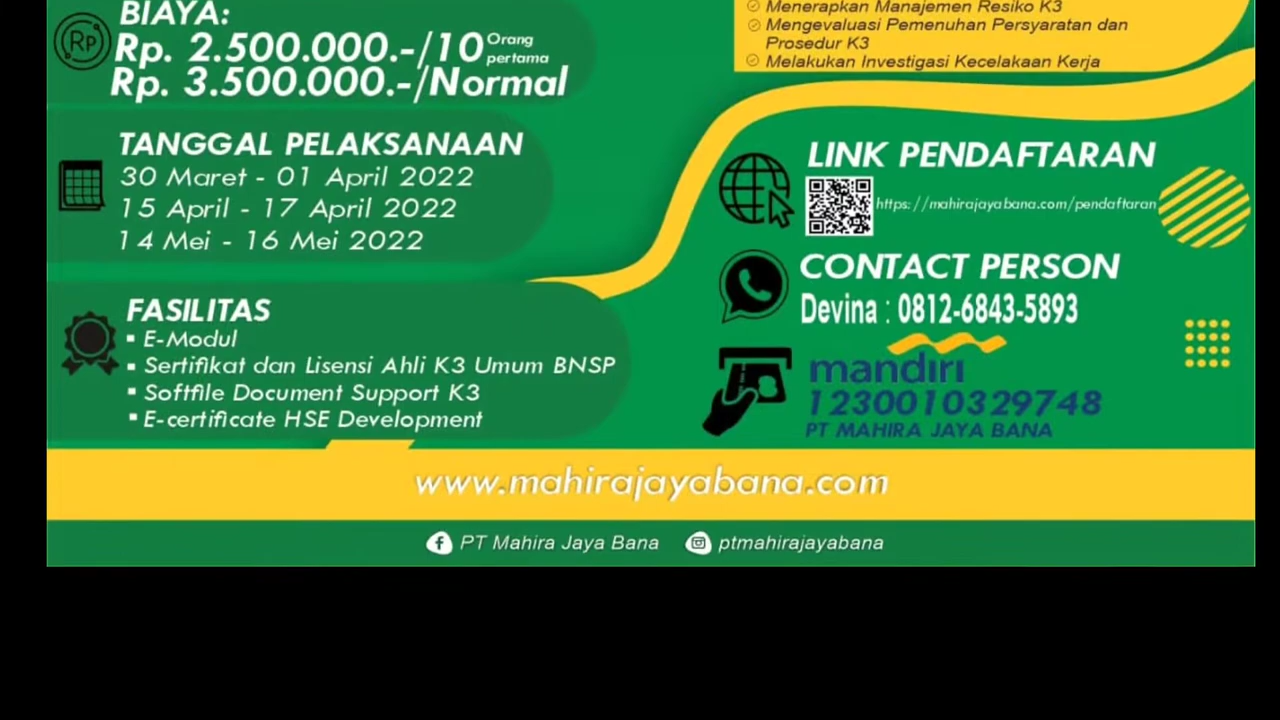 BIAYA:
Rp. 2.500.000.-/10 Orang pertama
Rp. 3.500.000.-/Normal
TANGGAL PELAKSANAAN
30 Maret - 01 April 2022
15 April - 17 April 2022
14 Mei - 16 Mei 2022
FASILITAS
▪ E-Modul
▪ Sertifikat dan Lisensi Ahli K3 Umum BNSP
▪ Softfile Document Support K3
▪ E-certificate HSE Development
Menerapkan Manajemen Resiko K3
Mengevaluasi Pemenuhan Persyaratan dan
Prosedur K3
Melakukan Investigasi Kecelakaan Kerja
LINK PENDAFTARAN
https://mahirajayabana.com/pendaftaran
CONTACT PERSON
Devina : 0812-6843-5893
mandiri
1230010329748
PT MAHIRA JAYA BANA
www.mahirajayabana.com
PT Mahira Jaya Bana ptmahirajayabana